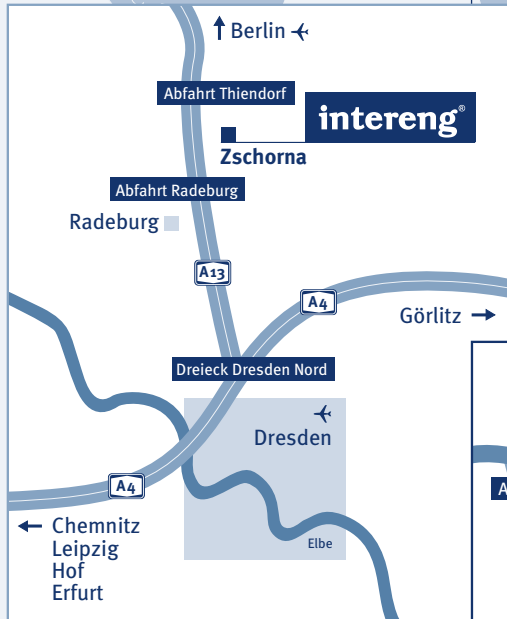 Berlin
Abfahrt Thiendorf
intereng®
Zschorna
Abfahrt Radeburg
Radeburg
A13
A4
Görlitz
Dreieck Dresden Nord
Dresden
A4
Chemnitz
Leipzig
Hof
Erfurt
Elbe